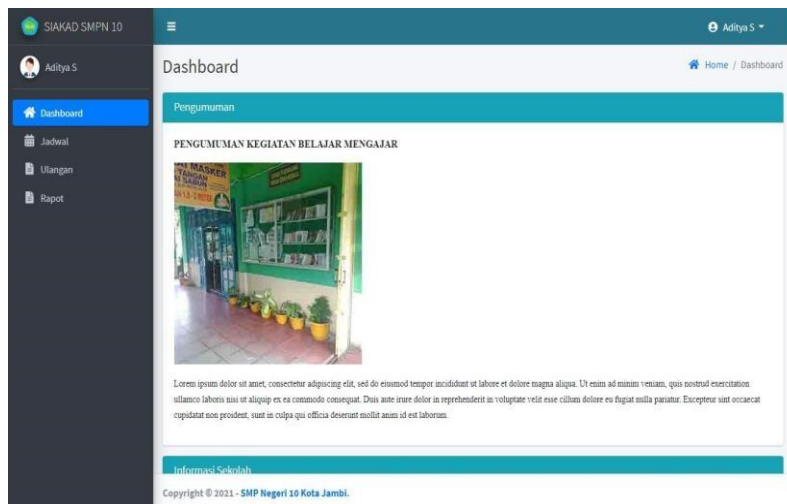 SIAKAD SMPN 10
Aditya S
Aditya S
Dashboard
Jadwal
Ulangan
Rapot
Dashboard
Home / Dashboard
Pengumuman
PENGUMUMAN KEGIATAN BELAJAR MENGAJAR
AI MASKER
TANGAN
AI SABUN
Lorem ipsum dolor sit amet, consectetur adipiscing elit, sed do eiusmod tempor incididunt ut labore et dolore magna aliqua. Ut enim ad minim veniam, quis nostrud exercitation
ullamco laboris nisi ut aliquip ex ea commodo consequat. Duis aute irure dolor in reprehenderit in voluptate velit esse cillum dolore eu fugiat nulla pariatur. Excepteur sint occaecat
cupidatat non proident, sunt in culpa qui officia deserunt mollit anim id est laborum.
Informasi Sekolah
Copyright © 2021 - SMP Negeri 10 Kota Jambi.